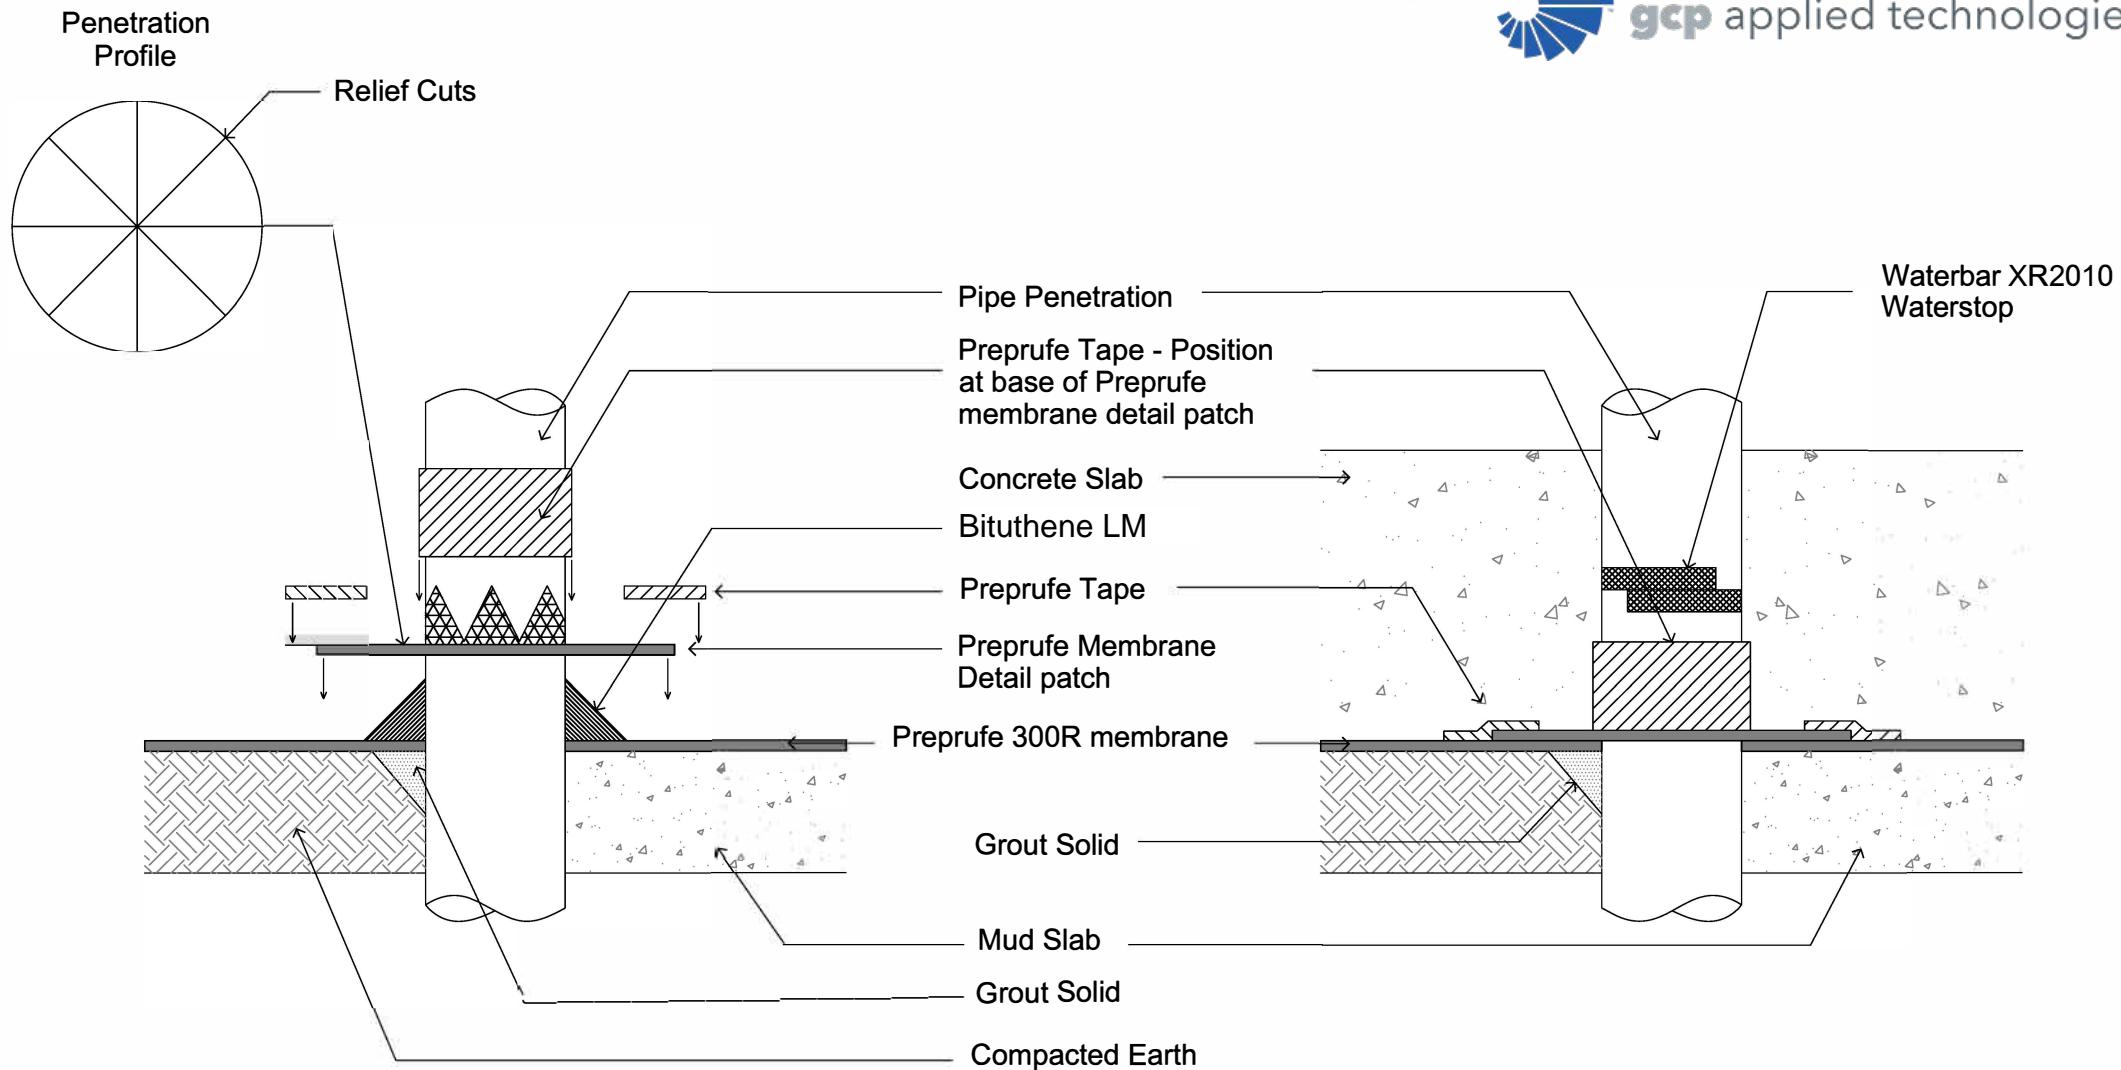 Penetration
Profile
Relief Cuts
gcp applied technologie
Pipe Penetration
Waterbar XR2010
Waterstop
Preprufe Tape - Position
at base of Preprufe
membrane detail patch
Concrete Slab
Bituthene LM
Preprufe Tape
Preprufe Membrane
Detail patch
Preprufe 300R membrane
Grout Solid
Mud Slab
Grout Solid
Compacted Earth